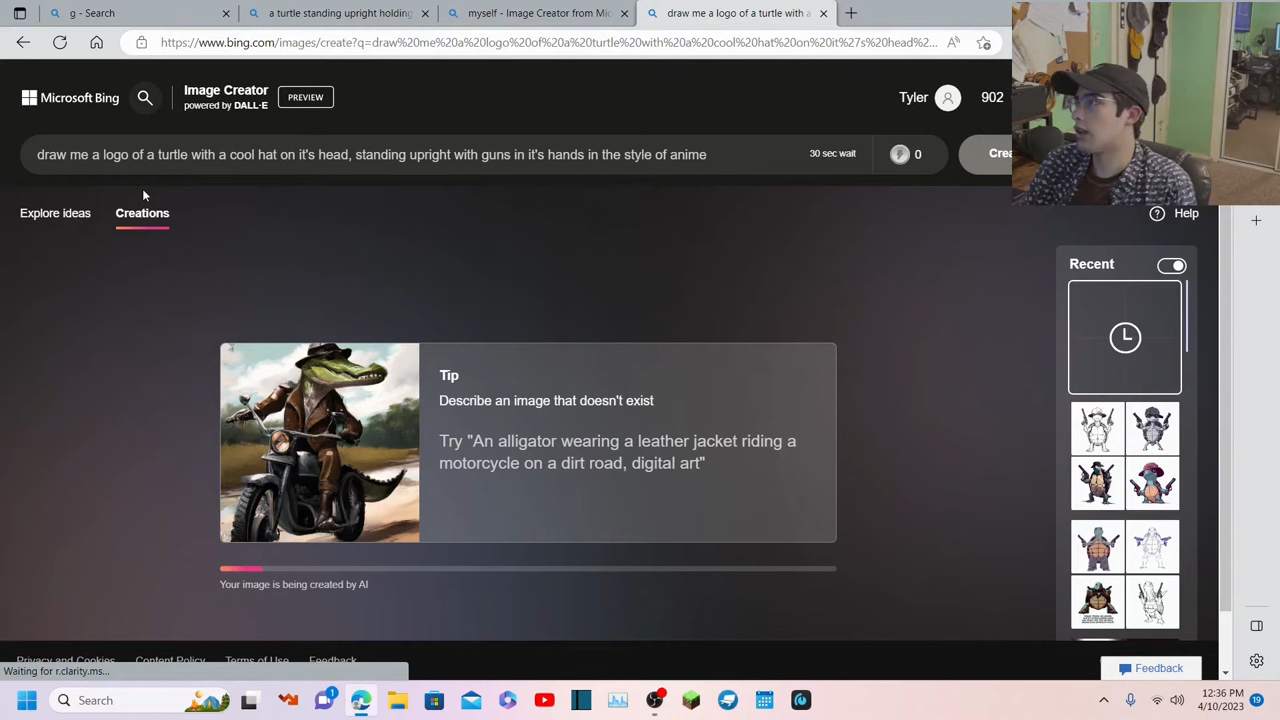 g - Search
a turtle standing upright holding
myself - Image Creator from Mic
draw me a logo of a turtle with a
https://www.bing.com/images/create?q=draw%20me%20a%20logo%20of%20a%20turtle%20with%20a%20cool%20hat%20on%20it%27s%20head...
Microsoft Bing
Image Creator
powered by DALL·E
PREVIEW
Tyler
902
draw me a logo of a turtle with a cool hat on it's head, standing upright with guns in it's hands in the style of anime
30 sec wait
0
Crea
Explore ideas
Creations
Help
Recent
Tip
Describe an image that doesn't exist
Try "An alligator wearing a leather jacket riding a
motorcycle on a dirt road, digital art"
Your image is being created by AI
Privacy and Cookies
Content Policy
Terms of Use
Feedback
Waiting for r.clarity.ms...
Feedback
Search
1
12:36 PM
4/10/2023
19